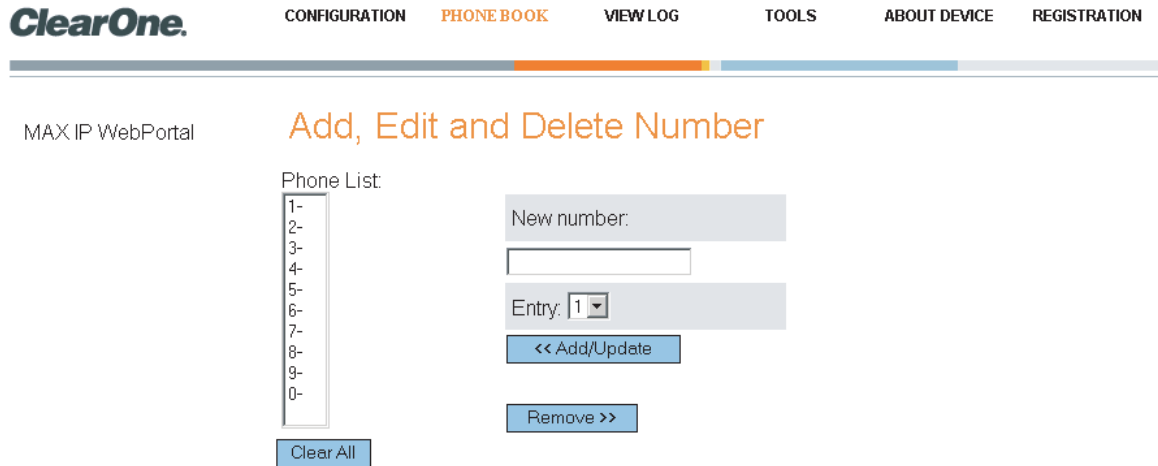 ClearOne.
CONFIGURATION PHONE BOOK VIEW LOG TOOLS ABOUT DEVICE REGISTRATION
MAX IP WebPortal
Add, Edit and Delete Number
Phone List:
1-
2-
3-
4-
5-
6-
7-
8-
9-
0-
Clear All
New number:
Entry: 1
<< Add/Update
Remove >>